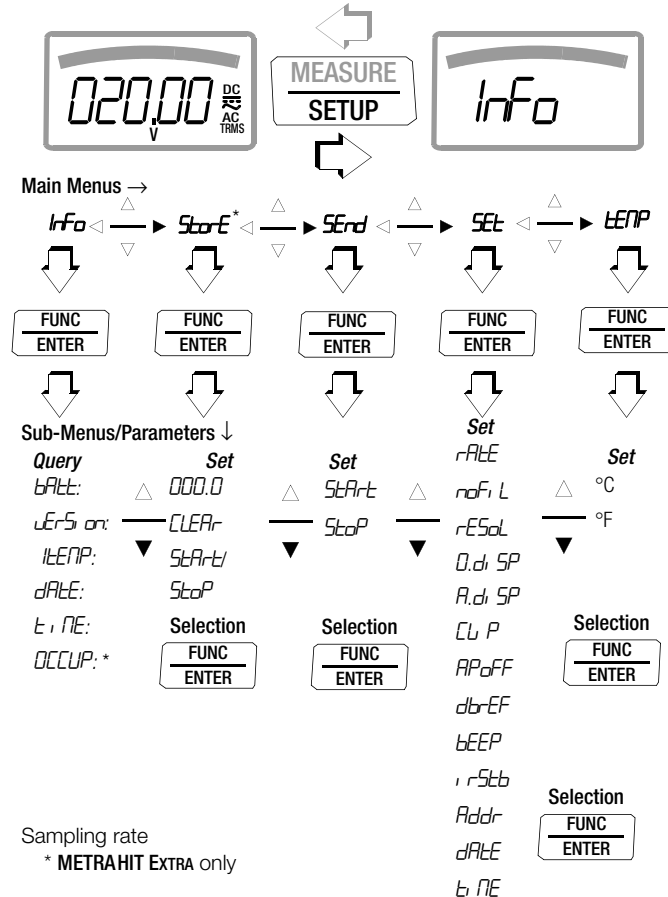 MEASURE
SETUP
020.00 V DC AC TRMS
InFo
Main Menus →
InFo StorE* SEnd SEt tEMP
FUNC ENTER FUNC ENTER FUNC ENTER FUNC ENTER FUNC ENTER
Sub-Menus/Parameters ↓
Query
bAtt:
vErSion:
ItEMP:
dAtE:
tiME:
OCCUP: *
Set
000.0
CLEAr
StArt/
StoP
Selection
FUNC
ENTER
Set
StArt
StoP
Selection
FUNC
ENTER
Set
rAtE
noFiL
rESoL
0.diSP
A.diSP
CLiP
APoFF
dbrEF
bEEP
irStb
Addr
dAtE
tiME
Selection
FUNC
ENTER
Set
°C
°F
Selection
FUNC
ENTER
Sampling rate
* METRAHIT EXTRA only